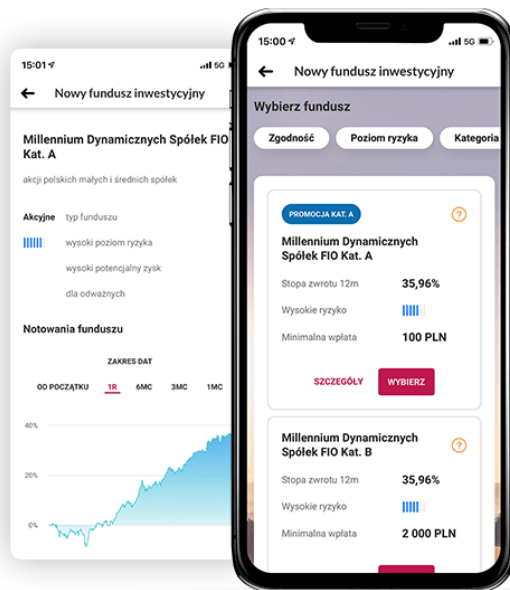 15:01
5G
Nowy fundusz inwestycyjny
Millennium Dynamicznych Spółek FIO
Kat. A
akcji polskich małych i średnich spółek
Akcyjne typ funduszu
wysoki poziom ryzyka
wysoki potencjalny zysk
dla odważnych
Notowania funduszu
ZAKRES DAT
OD POCZĄTKU 1R 6MC 3MC 1MC
40%
20%
0%
15:00
5G
Nowy fundusz inwestycyjny
Wybierz fundusz
Zgodność Poziom ryzyka Kategoria
PROMOCJA KAT. A ?
Millennium Dynamicznych
Spółek FIO Kat. A
Stopa zwrotu 12m 35,96%
Wysokie ryzyko
Minimalna wpłata 100 PLN
SZCZEGÓŁY WYBIERZ
Millennium Dynamicznych
Spółek FIO Kat. B
?
Stopa zwrotu 12m 35,96%
Wysokie ryzyko
Minimalna wpłata 2 000 PLN